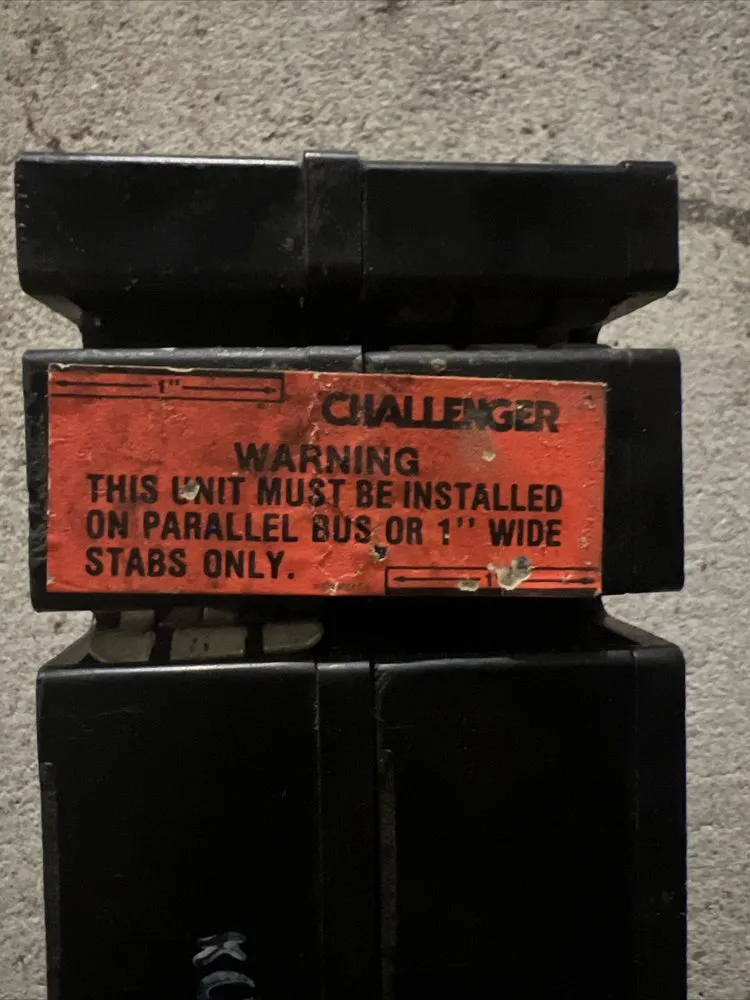 1"
CHALLENGER
WARNING
THIS UNIT MUST BE INSTALLED
ON PARALLEL BUS OR 1" WIDE
STABS ONLY.
1